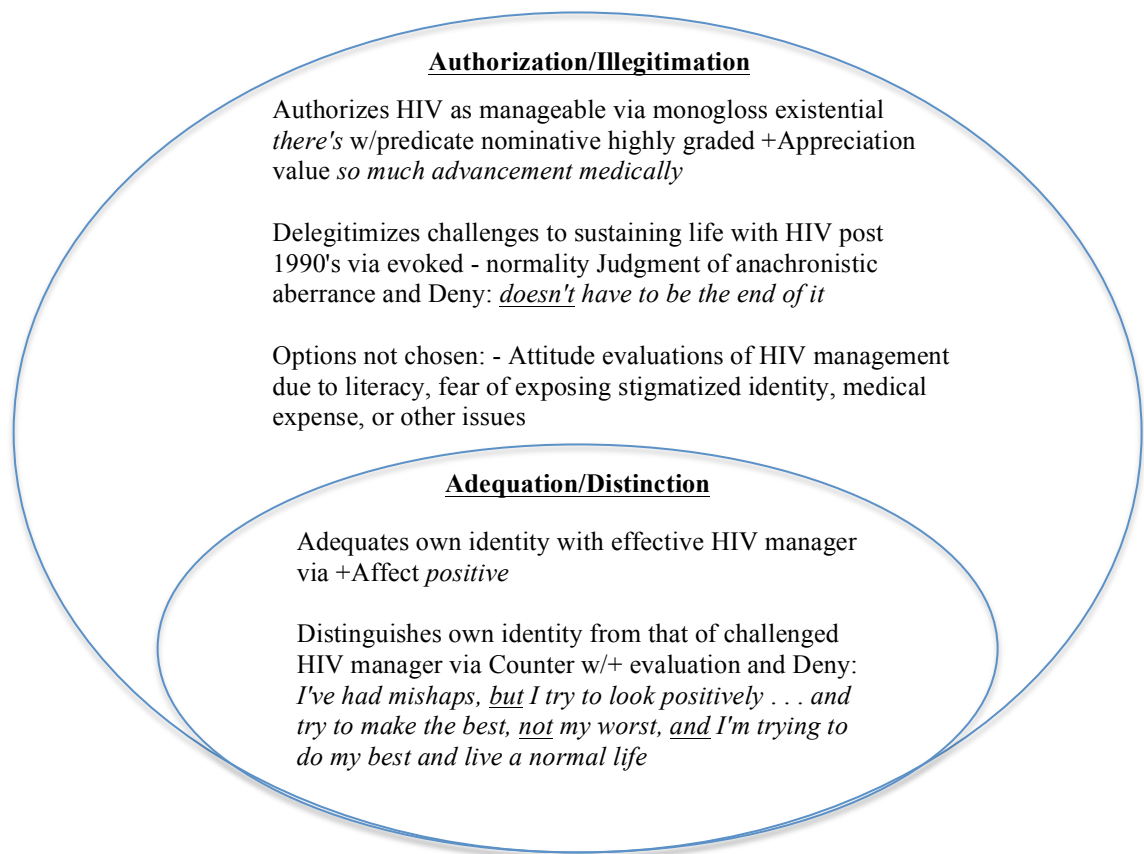 Authorization/Illegitimation
Authorizes HIV as manageable via monogloss existential
there's w/predicate nominative highly graded +Appreciation
value so much advancement medically
Delegitimizes challenges to sustaining life with HIV post
1990's via evoked - normality Judgment of anachronistic
aberrance and Deny: doesn't have to be the end of it
Options not chosen: - Attitude evaluations of HIV management
due to literacy, fear of exposing stigmatized identity, medical
expense, or other issues
Adequation/Distinction
Adequates own identity with effective HIV manager
via +Affect positive
Distinguishes own identity from that of challenged
HIV manager via Counter w/+ evaluation and Deny:
I've had mishaps, but I try to look positively . . . and
try to make the best, not my worst, and I'm trying to
do my best and live a normal life